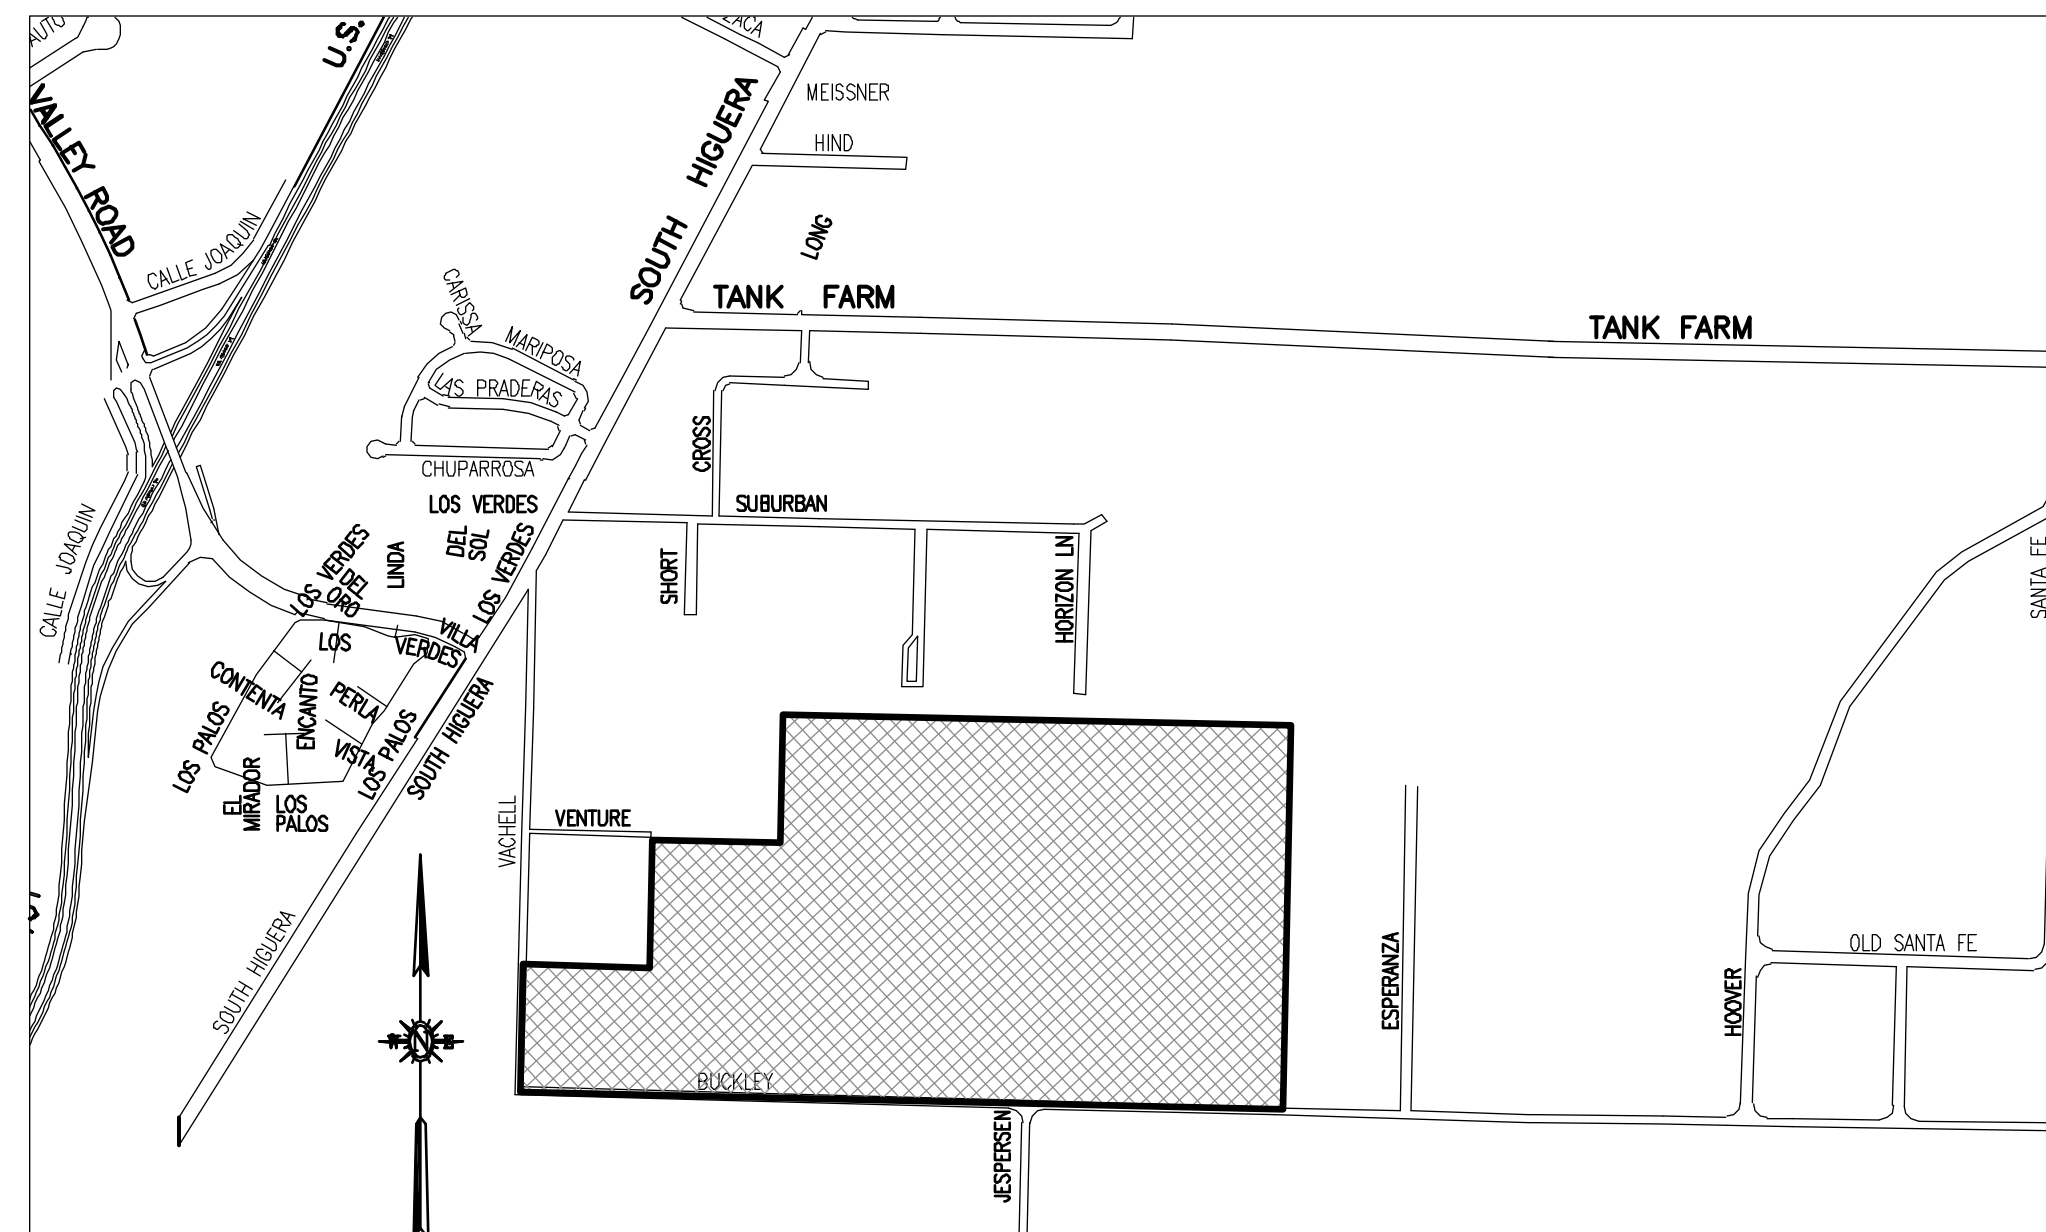 AUTO
U.S.
ZACA
MEISSNER
HIND
VALLEY ROAD
SOUTH HIGUERA
LONG
CALLE JOAQUIN
TANK FARM
TANK FARM
CARISSA
MARIPOSA
LAS PRADERAS
CROSS
CHUPARROSA
LOS VERDES
SUBURBAN
DEL
SOL
LOS VERDES
LINDA
LOS VERDES
DEL
ORO
CALLE JOAQUIN
SHORT
HORIZON LN
SANTA FE
VILLA
LOS
VERDES
CONTENTA
ENCANTO
PERLA
LOS PALOS
VISTA
LOS PALOS
SOUTH HIGUERA
EL
MIRADOR
LOS
PALOS
VACHELL
VENTURE
SOUTH HIGUERA
ESPERANZA
HOOVER
OLD SANTA FE
W N E
BUCKLEY
JESPERSEN